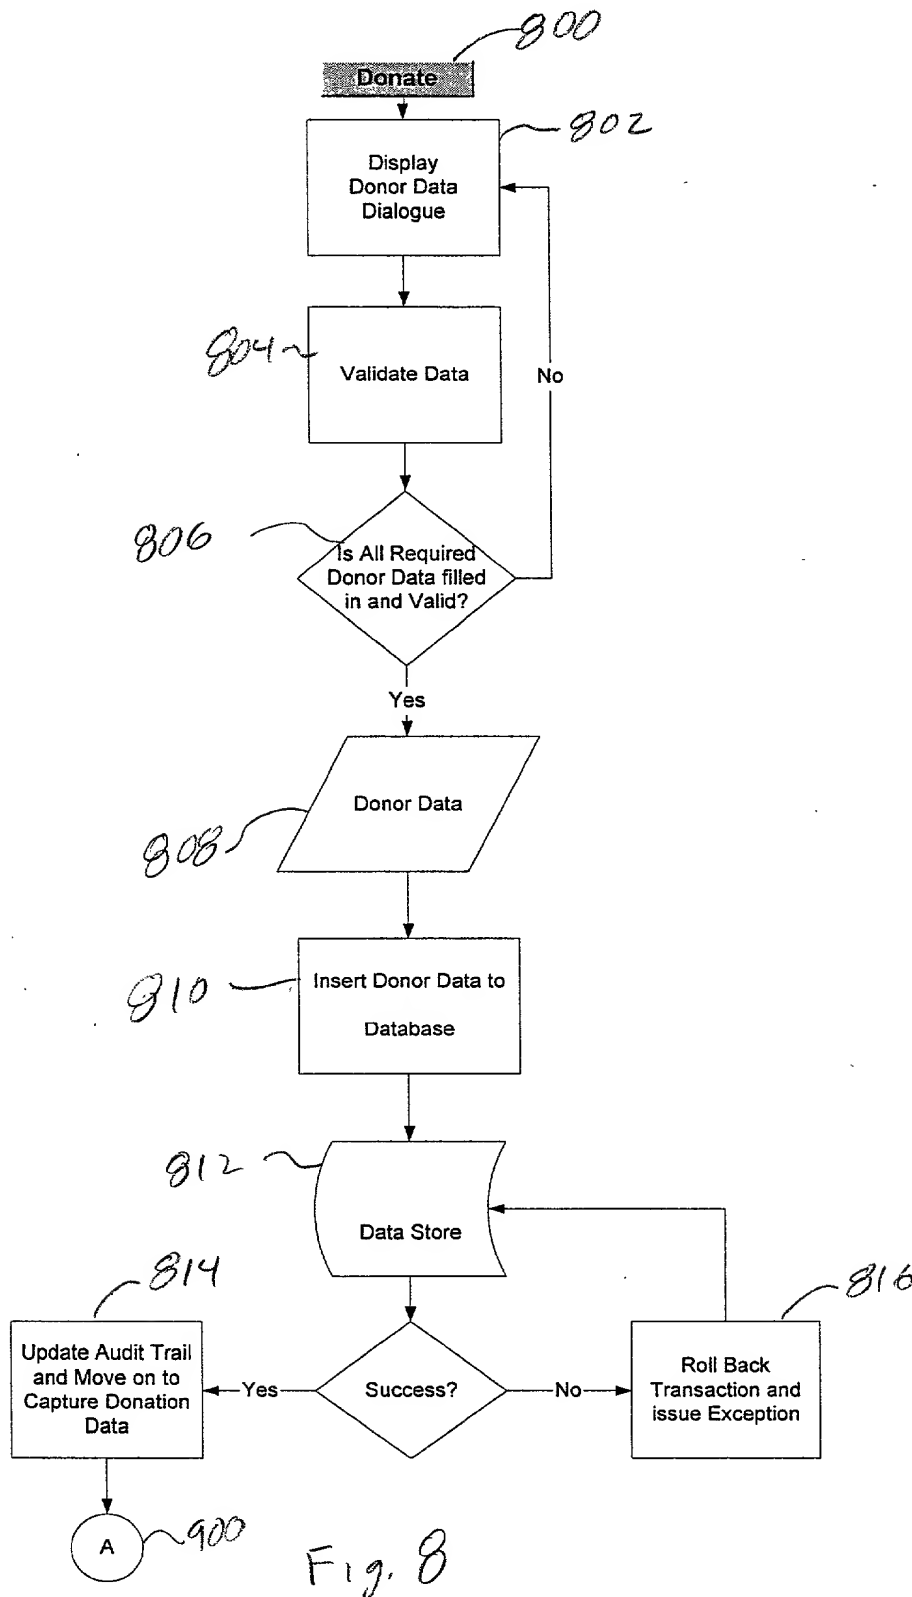 800
Donate
802
Display
Donor Data
Dialogue
804
Validate Data
No
806
Is All Required
Donor Data filled
in and Valid?
Yes
Donor Data
808
810
Insert Donor Data to
Database
812
Data Store
814
816
Update Audit Trail
and Move on to
Capture Donation
Data
Yes
Success?
No
Roll Back
Transaction and
issue Exception
A
900
Fig. 8